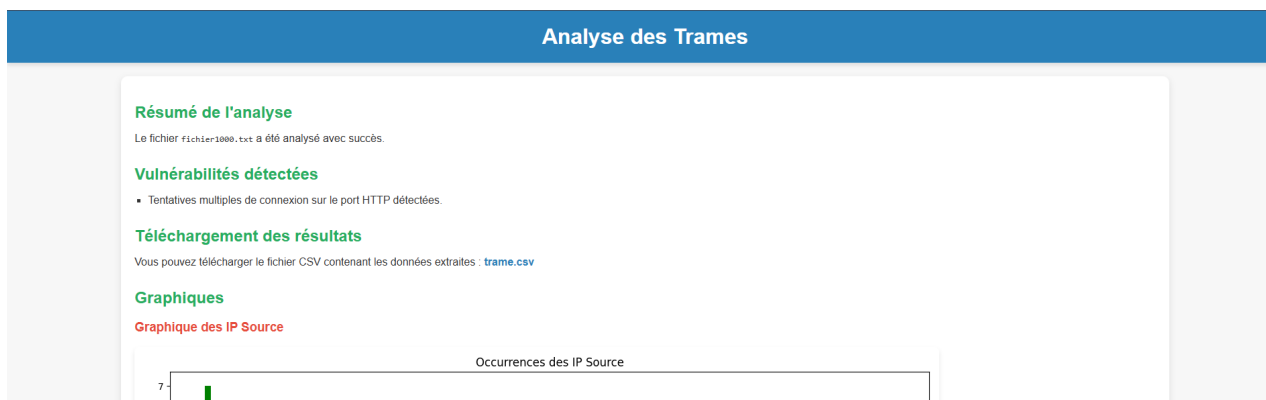 Analyse des Trames
Résumé de l'analyse
Le fichier fichier1000.txt a été analysé avec succès.
Vulnérabilités détectées
Tentatives multiples de connexion sur le port HTTP détectées.
Téléchargement des résultats
Vous pouvez télécharger le fichier CSV contenant les données extraites : trame.csv
Graphiques
Graphique des IP Source
Occurrences des IP Source
7